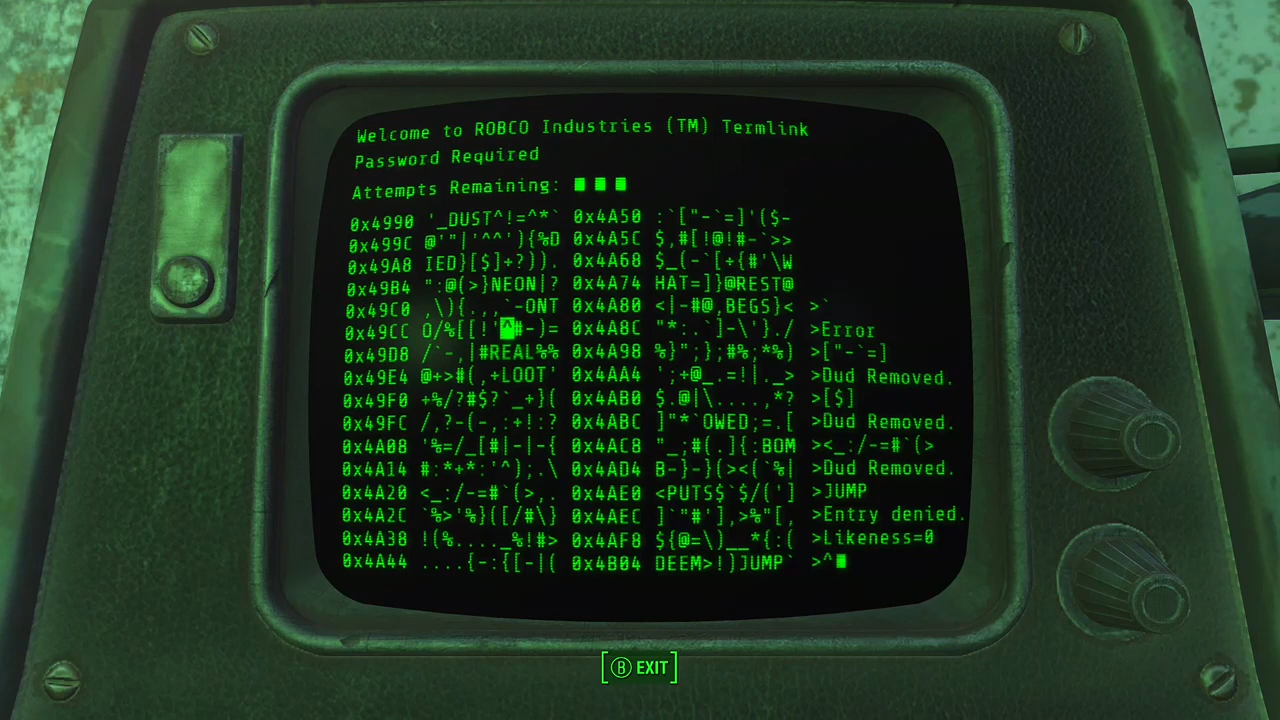 Welcome to ROBCO Industries (TM) Termlink
Password Required
Attempts Remaining: ■ ■ ■
0x4990 '_DUST^!=^*` 0x4A50 :`["-`=]'($-
0x499C @'"|'^^'){%D 0x4A5C $,#[!@!#-`>>
0x49A8 IED}[$]+?)). 0x4A68 $_(-`[+{#'\W
0x49B4 ":@(>}NEON|? 0x4A74 HAT=]}@REST@
0x49C0 ,\){.,,`-ONT 0x4A80 <|-#@,BEGS}< >`
0x49CC O/%[[!'^#-)= 0x4A8C "*:.`]-\'}./ >Error
0x49D8 /`-,|#REAL%% 0x4A98 %}";};#%;*%) >["-`=]
0x49E4 @+>#(,+LOOT' 0x4AA4 ';+@_.=!|._> >Dud Removed.
0x49F0 +%/?#$?`_+}( 0x4AB0 $.@|\....,*? >[$]
0x49FC /,?-(-,:+!:? 0x4ABC ]"*`OWED;=.[ >Dud Removed.
0x4A08 '%=/_[#|-|-{ 0x4AC8 "_;#(.]{:BOM ><_:/-=#`(>
0x4A14 #:*+*:'^);.\ 0x4AD4 B-}-}(><(`%| >Dud Removed.
0x4A20 <_:/-=#`(>,. 0x4AE0 <PUTS$`$/('] >JUMP
0x4A2C `%>'%}([/#\} 0x4AEC ]`"#'],>%"[, >Entry denied.
0x4A38 !(%...._%!#> 0x4AF8 ${@=\)__*{:( >Likeness=0
0x4A44 ....{-:{[-|( 0x4B04 DEEM>!)JUMP` >^■
[Ⓑ EXIT]